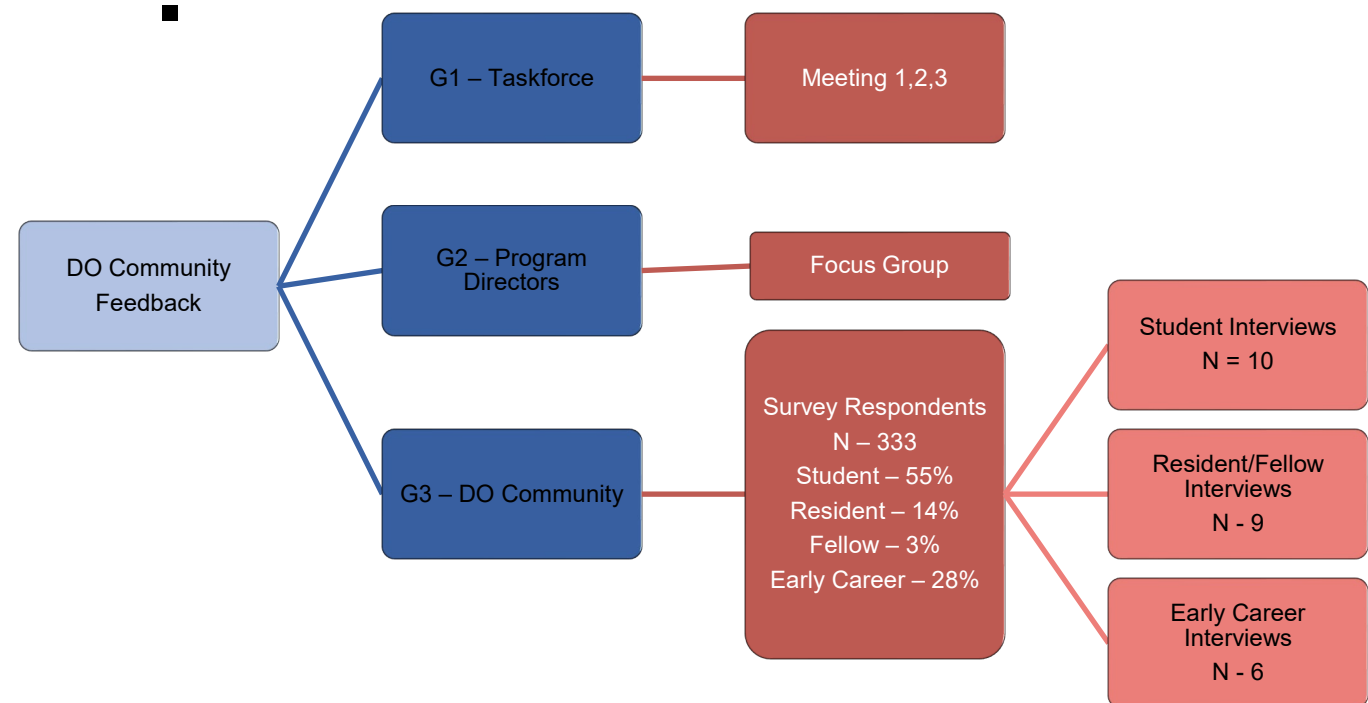 DO Community
Feedback
G1 – Taskforce
Meeting 1,2,3
G2 – Program
Directors
Focus Group
G3 – DO Community
Survey Respondents
N – 333
Student – 55%
Resident – 14%
Fellow – 3%
Early Career – 28%
Student Interviews
N = 10
Resident/Fellow
Interviews
N - 9
Early Career
Interviews
N - 6